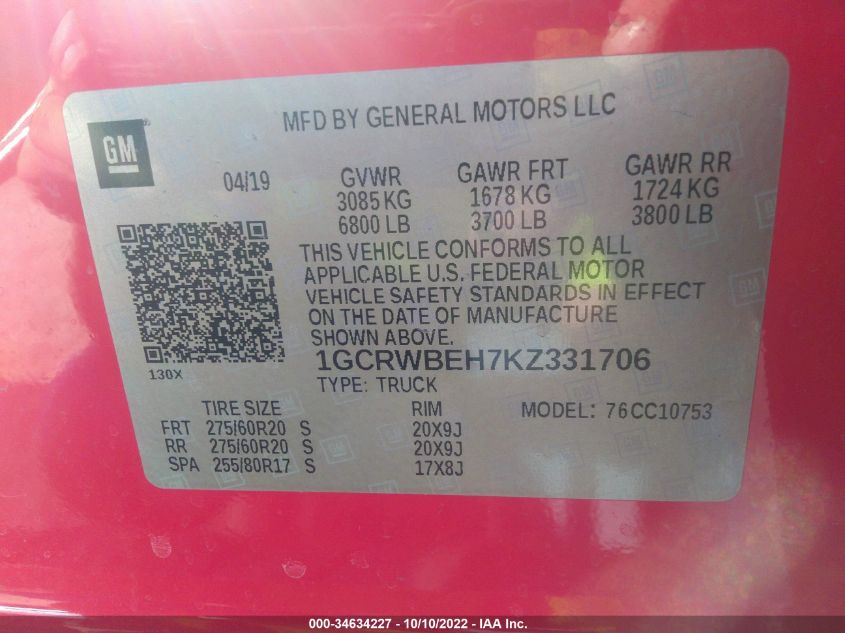 MFD BY GENERAL MOTORS LLC
GM
04/19
GVWR GAWR FRT GAWR RR
3085 KG 1678 KG 1724 KG
6800 LB 3700 LB 3800 LB
THIS VEHICLE CONFORMS TO ALL
APPLICABLE U.S. FEDERAL MOTOR
VEHICLE SAFETY STANDARDS IN EFFECT
ON THE DATE OF MANUFACTURE
SHOWN ABOVE.
1GCRWBEH7KZ331706
130X
TYPE: TRUCK
TIRE SIZE RIM MODEL: 76CC10753
FRT 275/60R20 S 20X9J
RR 275/60R20 S 20X9J
SPA 255/80R17 S 17X8J
000-34634227 - 10/10/2022 - IAA Inc.